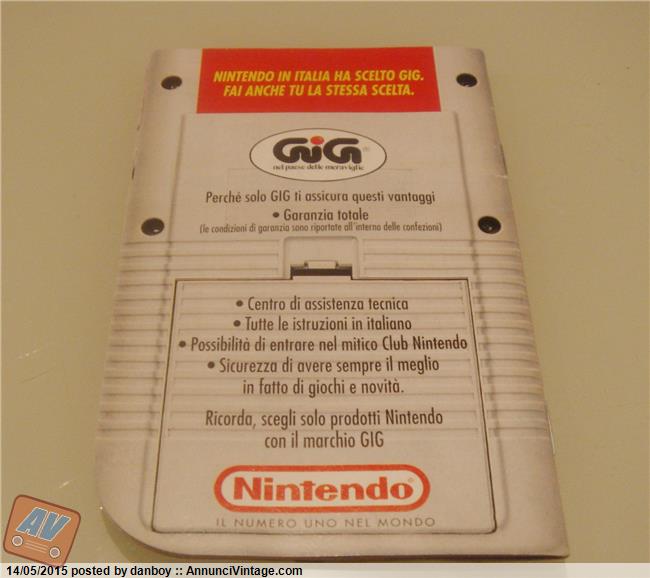 NINTENDO IN ITALIA HA SCELTO GIG.
FAI ANCHE TU LA STESSA SCELTA.
GiG®
nel paese delle meraviglie
Perchè solo GIG ti assicura questi vantaggi
• Garanzia totale
(le condizioni di garanzia sono riportate all'interno delle confezioni)
• Centro di assistenza tecnica
• Tutte le istruzioni in italiano
• Possibilità di entrare nel mitico Club Nintendo
• Sicurezza di avere sempre il meglio
in fatto di giochi e novità.
Ricorda, scegli solo prodotti Nintendo
con il marchio GIG
Nintendo®
IL NUMERO UNO NEL MONDO
AV
14/05/2015 posted by danboy :: AnnunciVintage.com